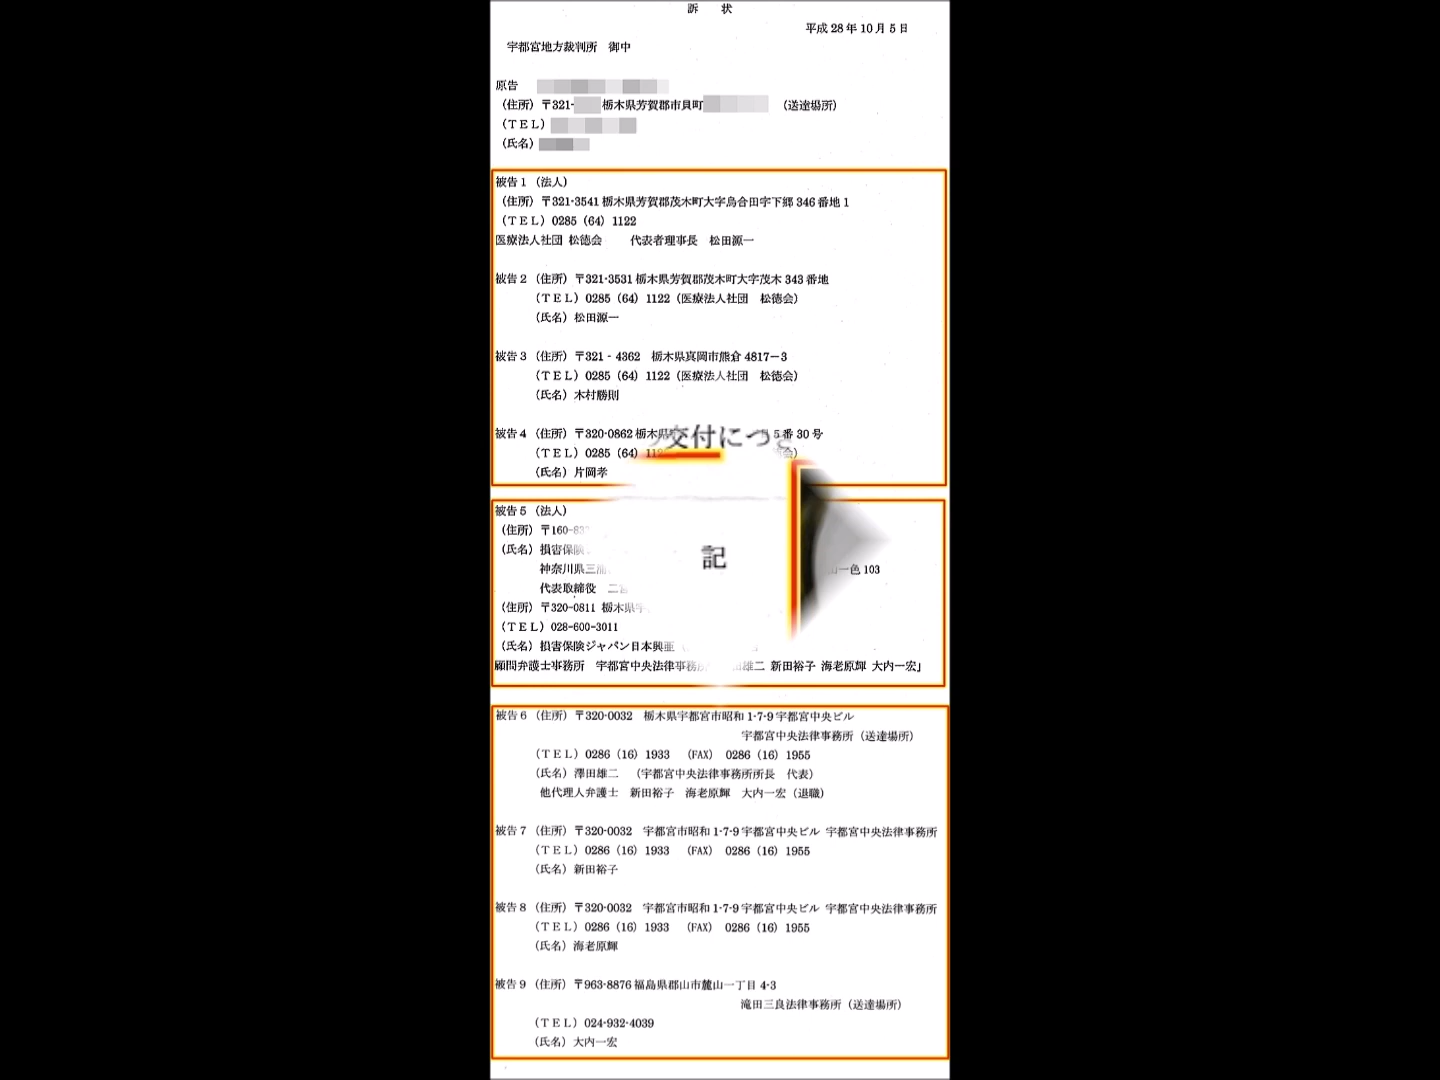 訴　状
平成 28 年 10 月 5 日
宇都宮地方裁判所　御中
原告
（住所）〒321- 栃木県芳賀郡市貝町 （送達場所）
（ＴＥＬ）
（氏名）
被告１（法人）
（住所）〒321-3541 栃木県芳賀郡茂木町大字烏合田字下郷 346 番地 1
（ＴＥＬ）0285（64）1122
医療法人社団 松徳会　代表者理事長　松田源一
被告２（住所）〒321-3531 栃木県芳賀郡茂木町大字茂木 343 番地
（ＴＥＬ）0285（64）1122（医療法人社団　松徳会）
（氏名）松田源一
被告３（住所）〒321 - 4362　栃木県真岡市熊倉 4817－3
（ＴＥＬ）0285（64）1122（医療法人社団　松徳会）
（氏名）木村勝則
被告４（住所）〒320-0862 栃木県 5 番 30 号
交付につき
（ＴＥＬ）0285（64） 会）
（氏名）片岡孝
被告５（法人）
（住所）〒160-83
（氏名）損害保険
記
神奈川県三浦 一色 103
代表取締役
（住所）〒320-0811 栃木県宇
（ＴＥＬ）028-600-3011
（氏名）損害保険ジャパン日本興亜
顧問弁護士事務所　宇都宮中央法律事務所 雄二 新田裕子 海老原輝 大内一宏」
被告６（住所）〒320-0032　栃木県宇都宮市昭和 1-7-9 宇都宮中央ビル
宇都宮中央法律事務所（送達場所）
（ＴＥＬ）0286（16）1933　（FAX）　0286（16）1955
（氏名）澤田雄二　（宇都宮中央法律事務所所長　代表）
他代理人弁護士　新田裕子　海老原輝　大内一宏（退職）
被告７（住所）〒320-0032　宇都宮市昭和 1-7-9 宇都宮中央ビル 宇都宮中央法律事務所
（ＴＥＬ）0286（16）1933　（FAX）　0286（16）1955
（氏名）新田裕子
被告８（住所）〒320-0032　宇都宮市昭和 1-7-9 宇都宮中央ビル 宇都宮中央法律事務所
（ＴＥＬ）0286（16）1933　（FAX）　0286（16）1955
（氏名）海老原輝
被告９（住所）〒963-8876 福島県郡山市麓山一丁目 4-3
滝田三良法律事務所（送達場所）
（ＴＥＬ）024-932-4039
（氏名）大内一宏